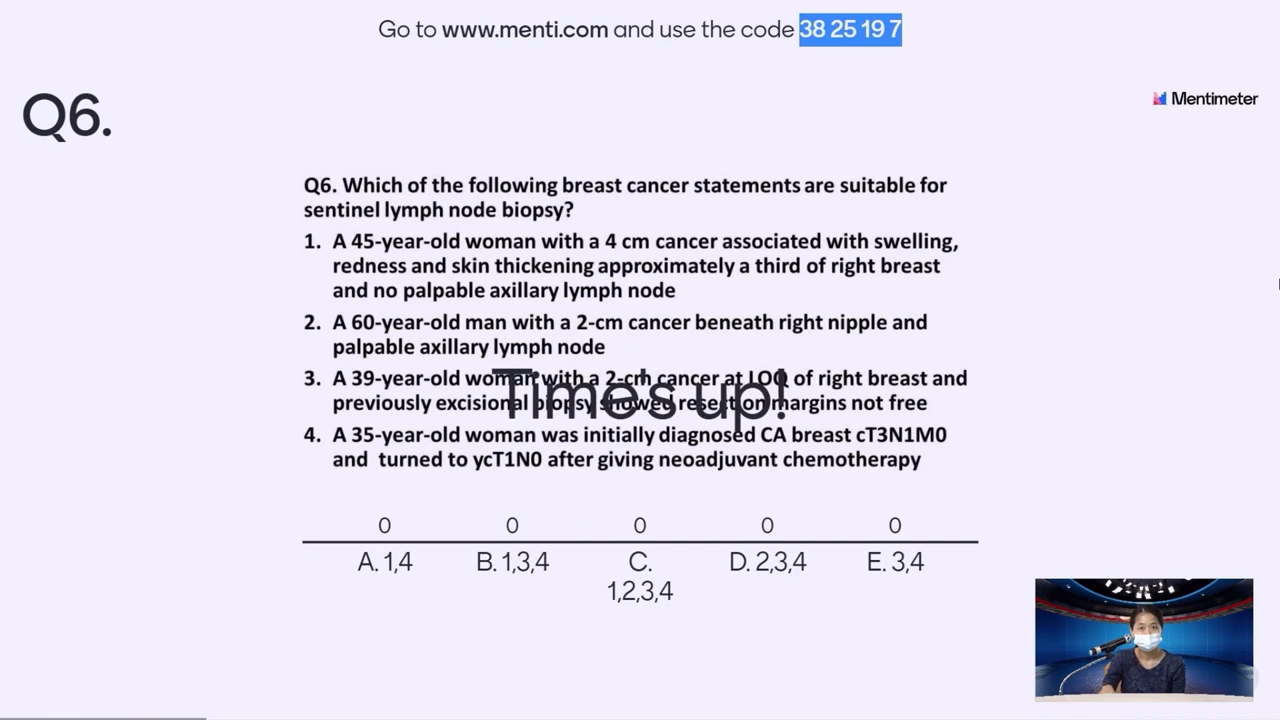 Go to www.menti.com and use the code 38 25 19 7
Q6.
Mentimeter
Q6. Which of the following breast cancer statements are suitable for
sentinel lymph node biopsy?
1. A 45-year-old woman with a 4 cm cancer associated with swelling,
redness and skin thickening approximately a third of right breast
and no palpable axillary lymph node
2. A 60-year-old man with a 2-cm cancer beneath right nipple and
palpable axillary lymph node
3. A 39-year-old woman with a 2-cm cancer at LOQ of right breast and
previously excisional biopsy showed resection margins not free
Time's up!
4. A 35-year-old woman was initially diagnosed CA breast cT3N1M0
and turned to ycT1N0 after giving neoadjuvant chemotherapy
0 0 0 0 0
A. 1,4 B. 1,3,4 C. D. 2,3,4 E. 3,4
1,2,3,4